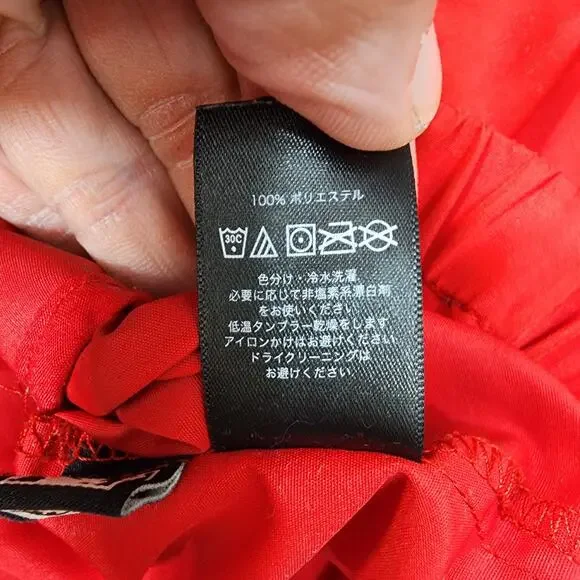 100% ポリエステル
30C
色分け・冷水洗濯
必要に応じて非塩素系漂白剤
をお使いください
低温タンブラー乾燥をします
アイロンかけはお避けください
ドライクリーニングは
お避けください